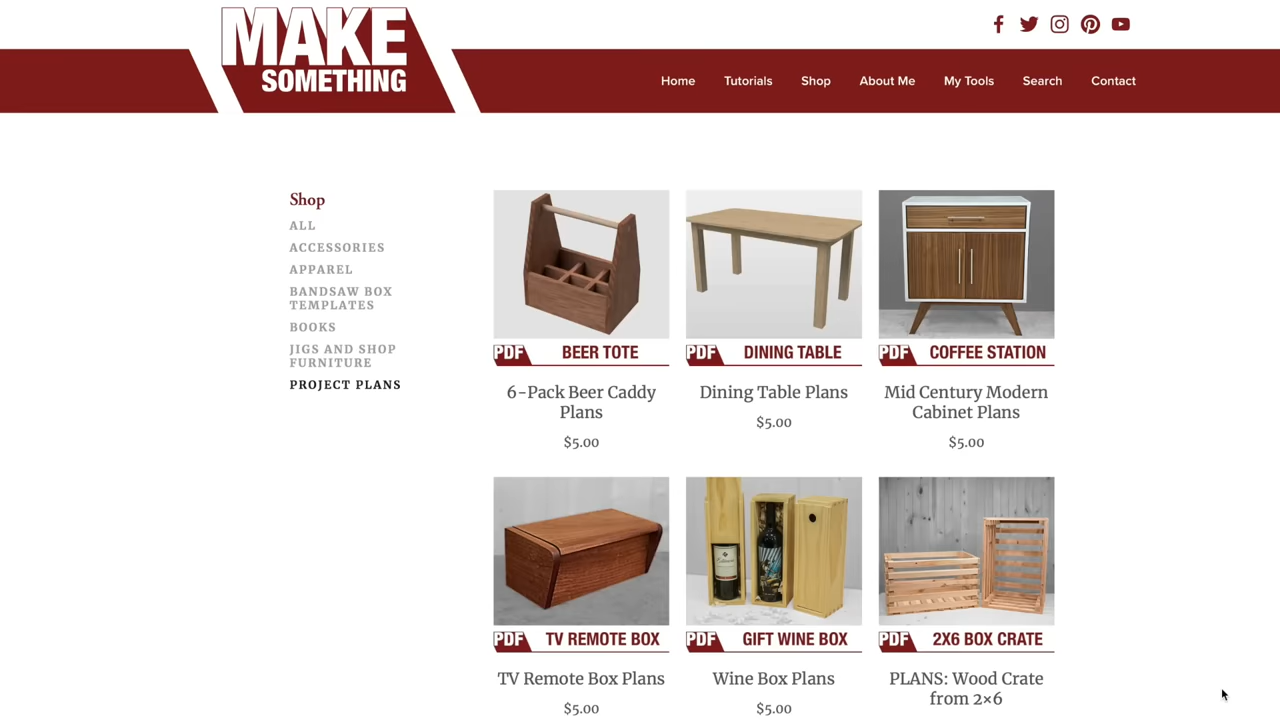 MAKE
SOMETHING
Home Tutorials Shop About Me My Tools Search Contact
Shop
ALL
ACCESSORIES
APPAREL
BANDSAW BOX
TEMPLATES
BOOKS
JIGS AND SHOP
FURNITURE
PROJECT PLANS
PDF BEER TOTE
6-Pack Beer Caddy
Plans
$5.00
PDF DINING TABLE
Dining Table Plans
$5.00
PDF COFFEE STATION
Mid Century Modern
Cabinet Plans
$5.00
PDF TV REMOTE BOX
TV Remote Box Plans
$5.00
PDF GIFT WINE BOX
Wine Box Plans
$5.00
PDF 2X6 BOX CRATE
PLANS: Wood Crate
from 2×6